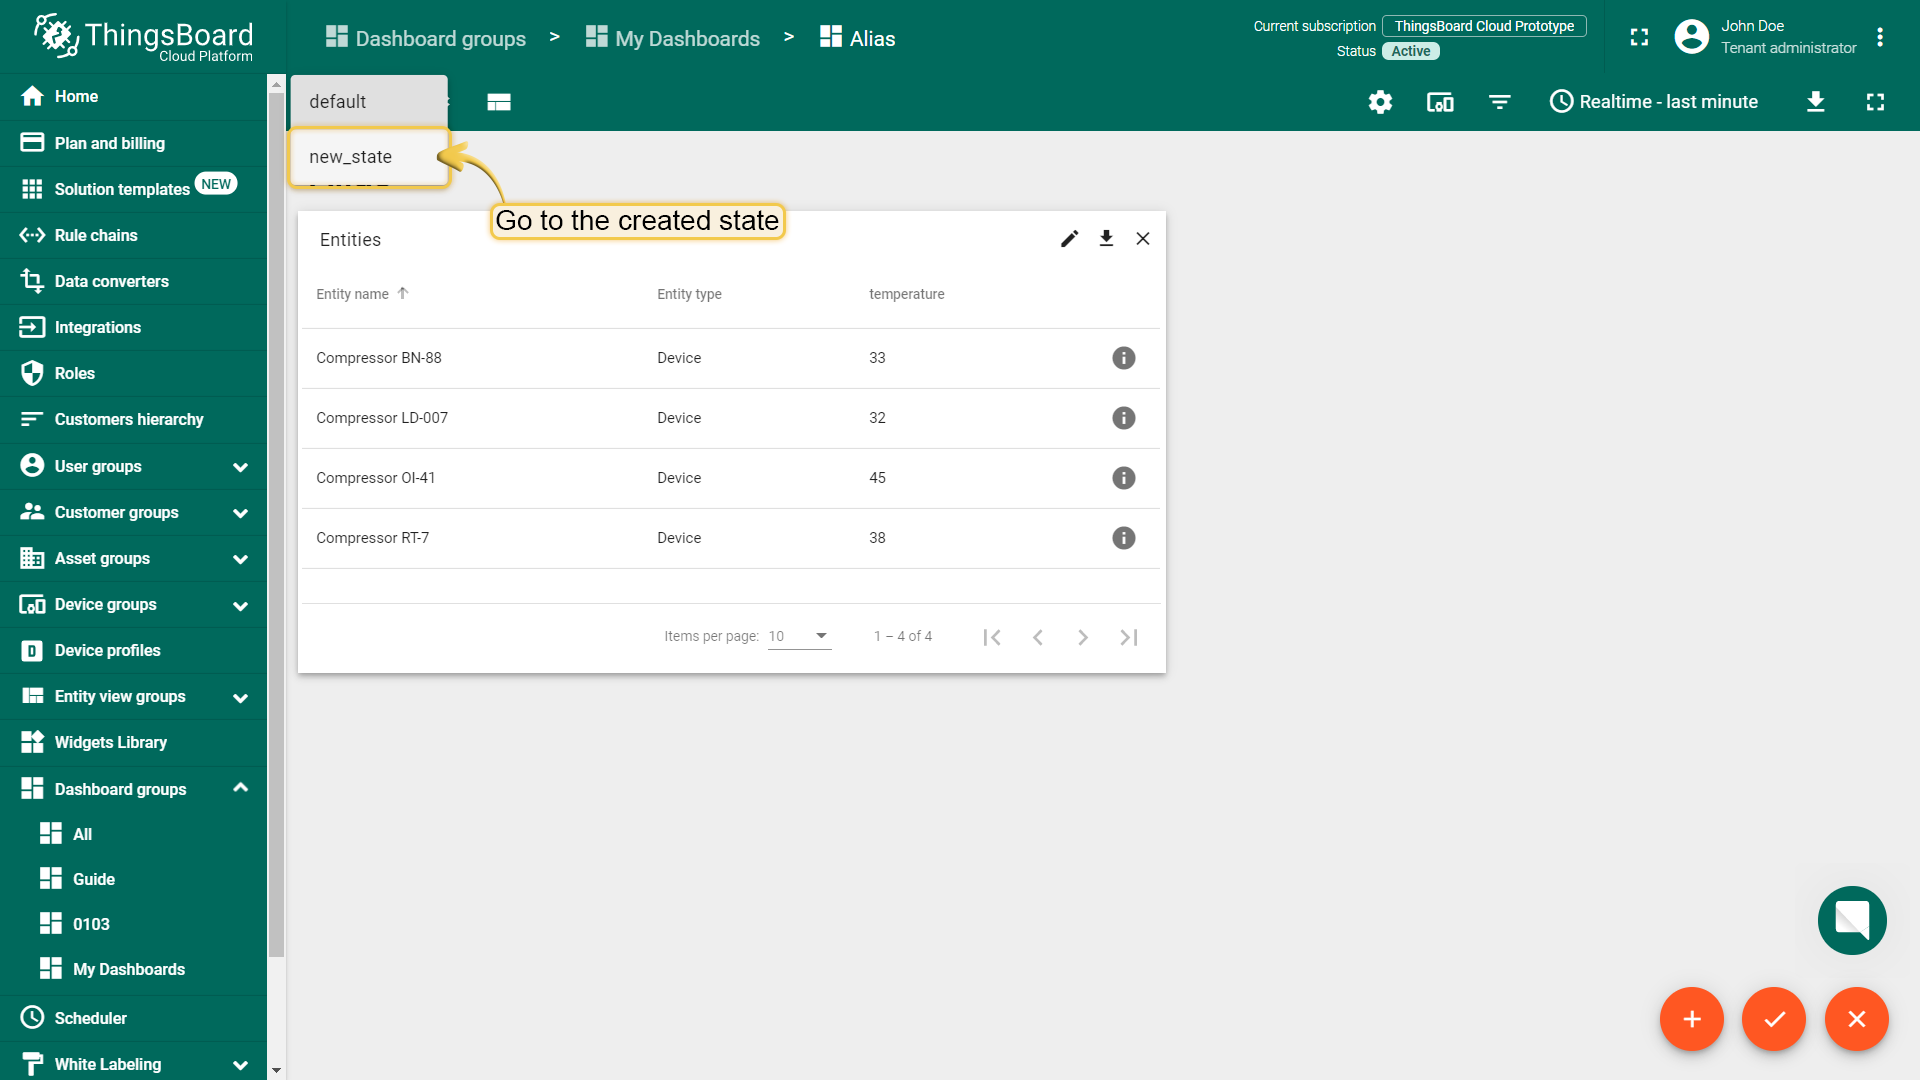 ThingsBoard
Cloud Platform
Dashboard groups > My Dashboards > Alias
Current subscription ThingsBoard Cloud Prototype
Status Active
John Doe
Tenant administrator
default
new_state
Realtime - last minute
Go to the created state
Home
Plan and billing
Solution templates NEW
Rule chains
Data converters
Integrations
Roles
Customers hierarchy
User groups
Customer groups
Asset groups
Device groups
Device profiles
Entity view groups
Widgets Library
Dashboard groups
All
Guide
0103
My Dashboards
Scheduler
White Labeling
Entities
Entity name Entity type temperature
Compressor BN-88 Device 33
Compressor LD-007 Device 32
Compressor OI-41 Device 45
Compressor RT-7 Device 38
Items per page: 10 1 – 4 of 4